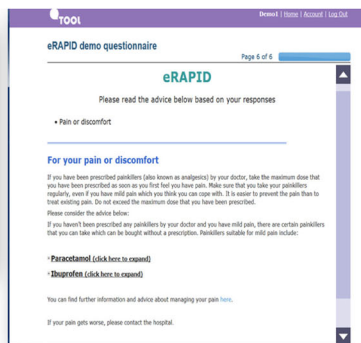 QTOOL
Demo1 | Home | Account | Log Out
eRAPID demo questionnaire
Page 6 of 6
eRAPID
Please read the advice below based on your responses
• Pain or discomfort
For your pain or discomfort
If you have been prescribed painkillers (also known as analgesics) by your doctor, take the maximum dose that
you have been prescribed as soon as you first feel you have pain. Make sure that you take your painkillers
regularly, even if you have mild pain which you think you can cope with. It is easier to prevent the pain than to
treat existing pain. Do not exceed the maximum dose that you have been prescribed.
Please consider the advice below:
If you haven't been prescribed any painkillers by your doctor and you have mild pain, there are certain painkillers
that you can take which can be bought without a prescription. Painkillers suitable for mild pain include:
Paracetamol (click here to expand)
Ibuprofen (click here to expand)
You can find further information and advice about managing your pain here.
If your pain gets worse, please contact the hospital.